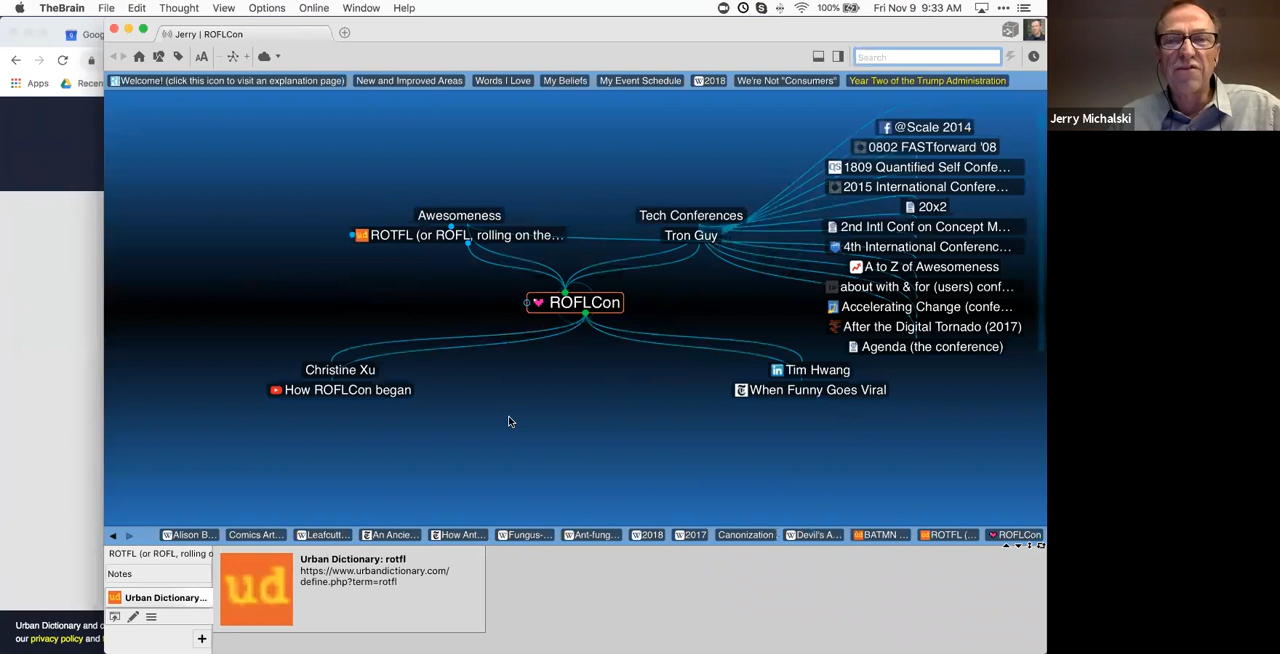 TheBrain File Edit Thought View Options Online Window Help 100% Fri Nov 9 9:33 AM
Goog
Jerry | ROFLCon
AA
Search
Apps Recen
Welcome! (click this icon to visit an explanation page) New and Improved Areas Words I Love My Beliefs My Event Schedule 2018 We're Not "Consumers" Year Two of the Trump Administration
Jerry Michalski
@Scale 2014
0802 FASTforward '08
1809 Quantified Self Confe...
2015 International Confere...
20x2
2nd Intl Conf on Concept M...
4th International Conferenc...
A to Z of Awesomeness
about with & for (users) conf...
Accelerating Change (confe...
After the Digital Tornado (2017)
Agenda (the conference)
Awesomeness
ROTFL (or ROFL, rolling on the...
Tech Conferences
Tron Guy
ROFLCon
Christine Xu
How ROFLCon began
Tim Hwang
When Funny Goes Viral
Alison B... Comics Art... Leafcutt... An Ancie... How Ant... Fungus-... Ant-fung... 2018 2017 Canonization Devil's A... BATMN ... ROTFL (... ROFLCon
ROTFL (or ROFL, rolling o
Notes
Urban Dictionary...
ud
Urban Dictionary: rotfl
https://www.urbandictionary.com/
define.php?term=rotfl
Urban Dictionary and
our privacy policy and